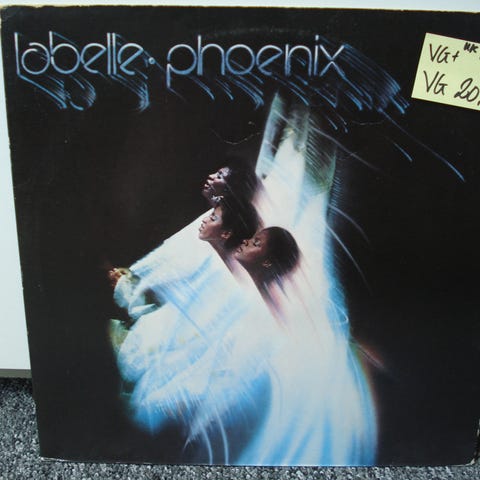 labelle · phoenix
VG+
VG 20,